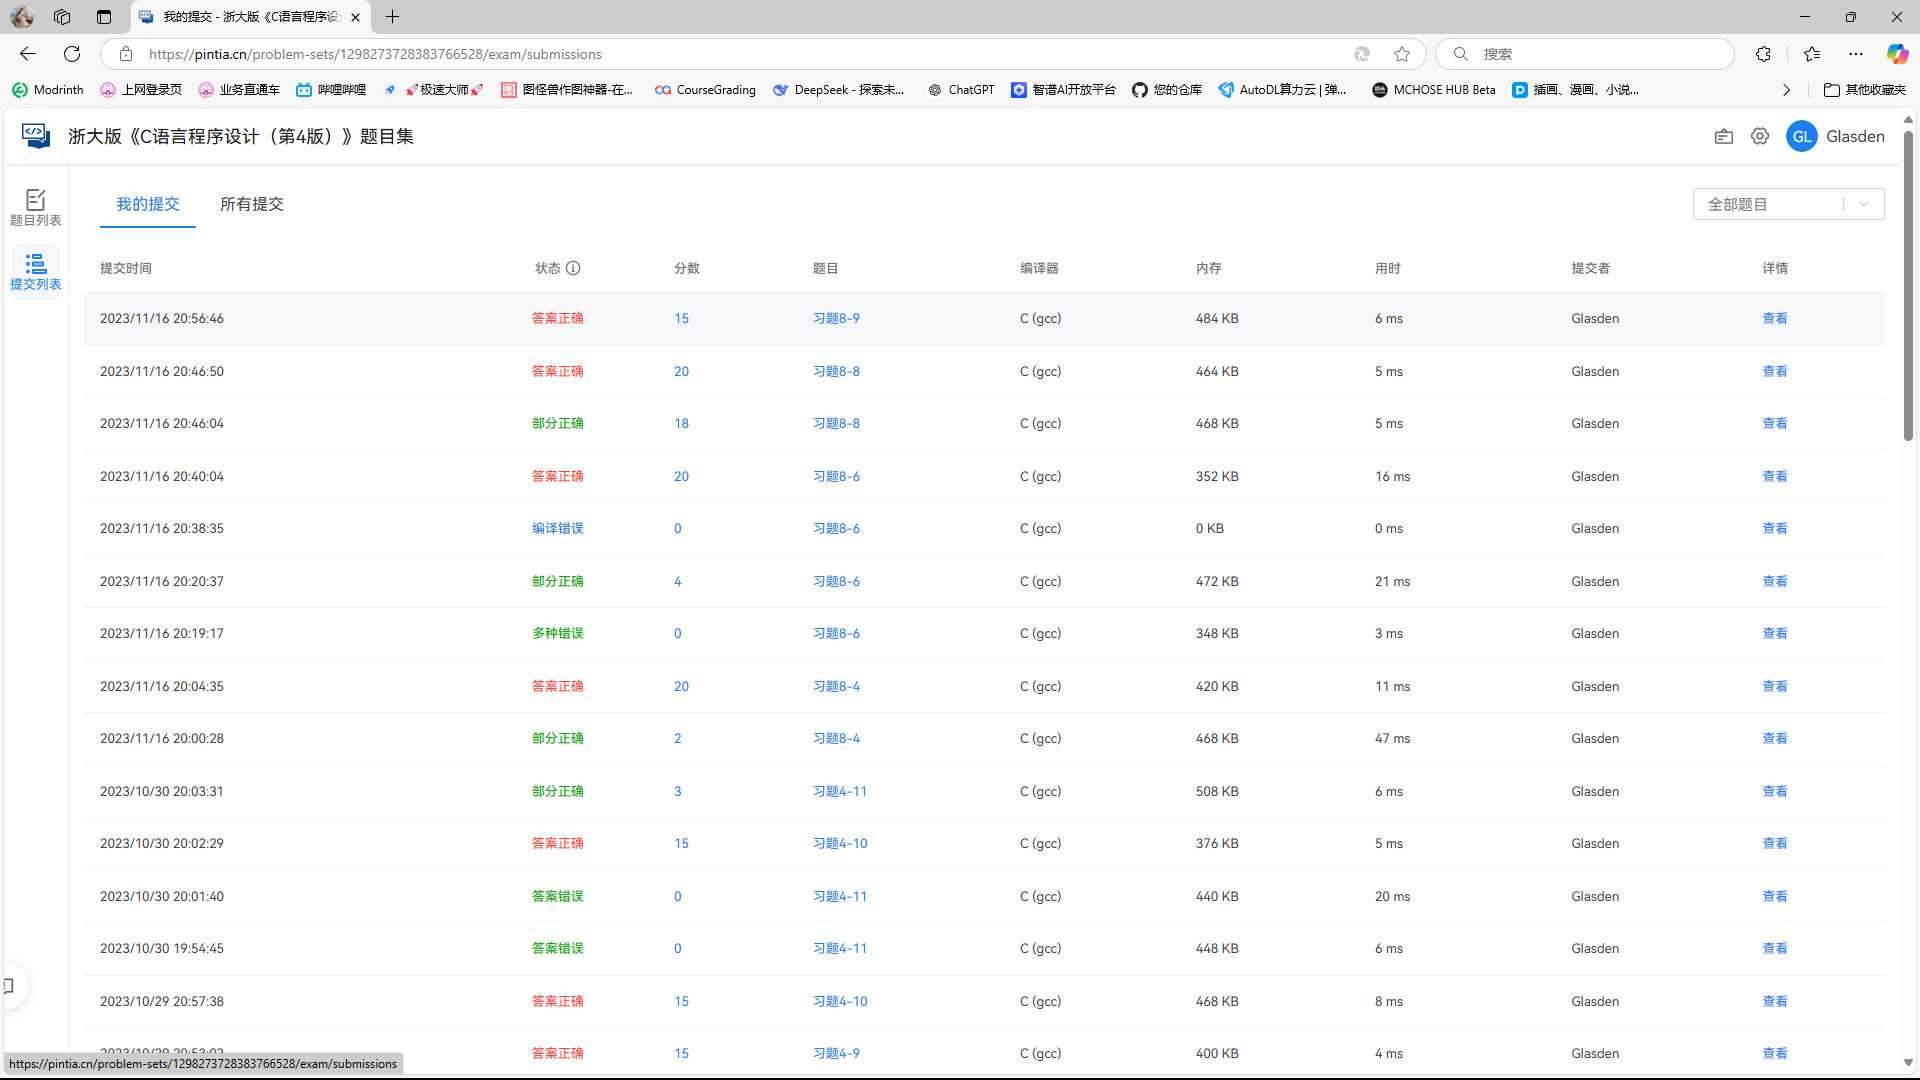 我的提交 - 浙大版《C语言程序设
https://pintia.cn/problem-sets/1298273728383766528/exam/submissions
搜索
Modrinth 上网登录页 业务直通车 哔哩哔哩 🚀极速大师🚀 图怪兽作图神器-在... CourseGrading DeepSeek - 探索未... ChatGPT 智谱AI开放平台 您的仓库 AutoDL算力云 | 弹... MCHOSE HUB Beta 插画、漫画、小说... 其他收藏夹
浙大版《C语言程序设计（第4版）》题目集 GL Glasden
题目列表
提交列表
我的提交 所有提交 全部题目
提交时间 状态 分数 题目 编译器 内存 用时 提交者 详情
2023/11/16 20:56:46 答案正确 15 习题8-9 C (gcc) 484 KB 6 ms Glasden 查看
2023/11/16 20:46:50 答案正确 20 习题8-8 C (gcc) 464 KB 5 ms Glasden 查看
2023/11/16 20:46:04 部分正确 18 习题8-8 C (gcc) 468 KB 5 ms Glasden 查看
2023/11/16 20:40:04 答案正确 20 习题8-6 C (gcc) 352 KB 16 ms Glasden 查看
2023/11/16 20:38:35 编译错误 0 习题8-6 C (gcc) 0 KB 0 ms Glasden 查看
2023/11/16 20:20:37 部分正确 4 习题8-6 C (gcc) 472 KB 21 ms Glasden 查看
2023/11/16 20:19:17 多种错误 0 习题8-6 C (gcc) 348 KB 3 ms Glasden 查看
2023/11/16 20:04:35 答案正确 20 习题8-4 C (gcc) 420 KB 11 ms Glasden 查看
2023/11/16 20:00:28 部分正确 2 习题8-4 C (gcc) 468 KB 47 ms Glasden 查看
2023/10/30 20:03:31 部分正确 3 习题4-11 C (gcc) 508 KB 6 ms Glasden 查看
2023/10/30 20:02:29 答案正确 15 习题4-10 C (gcc) 376 KB 5 ms Glasden 查看
2023/10/30 20:01:40 答案错误 0 习题4-11 C (gcc) 440 KB 20 ms Glasden 查看
2023/10/30 19:54:45 答案错误 0 习题4-11 C (gcc) 448 KB 6 ms Glasden 查看
2023/10/29 20:57:38 答案正确 15 习题4-10 C (gcc) 468 KB 8 ms Glasden 查看
答案正确 15 习题4-9 C (gcc) 400 KB 4 ms Glasden 查看
https://pintia.cn/problem-sets/1298273728383766528/exam/submissions